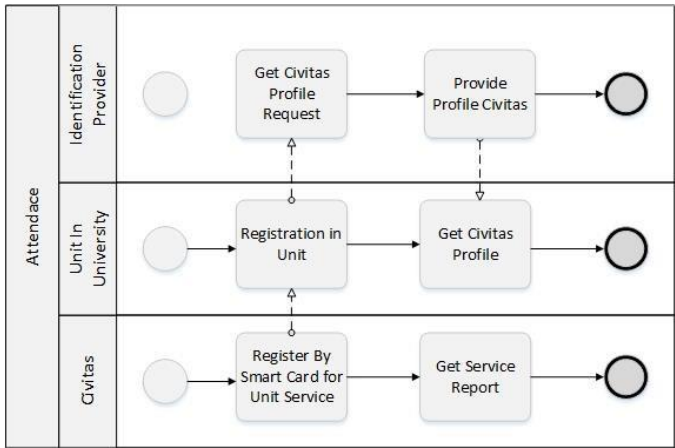 Attendace
Identification
Provider
Get Civitas
Profile
Request
Provide
Profile Civitas
Unit In
University
Registration in
Unit
Get Civitas
Profile
Civitas
Register By
Smart Card for
Unit Service
Get Service
Report